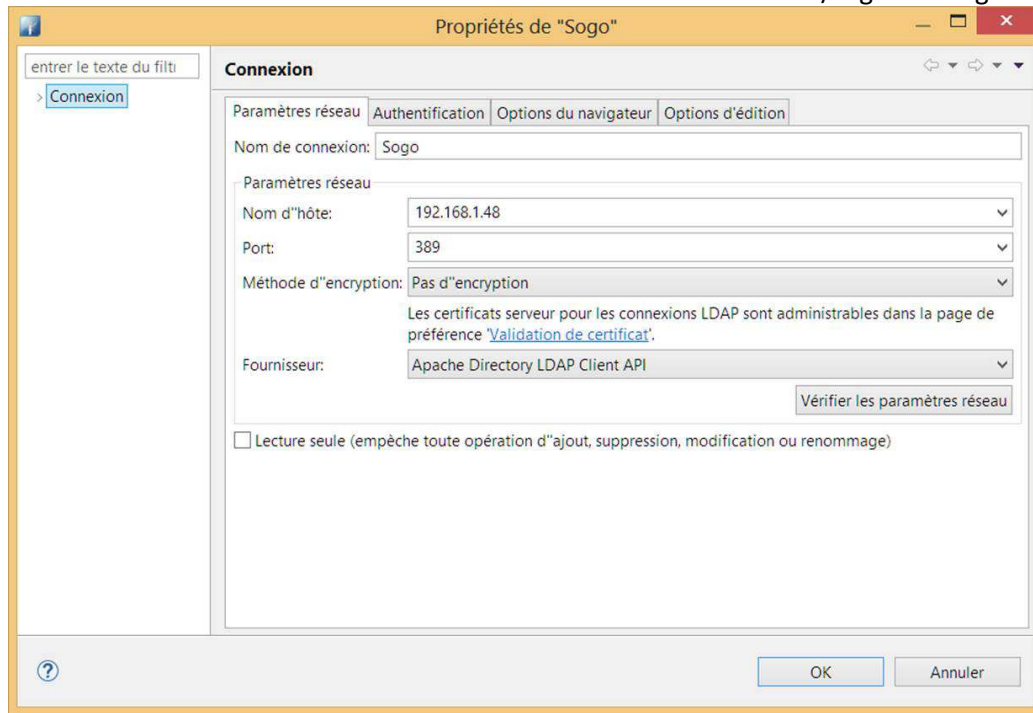 Propriétés de "Sogo"
entrer le texte du filtr
Connexion
Connexion
Paramètres réseau Authentification Options du navigateur Options d'édition
Nom de connexion: Sogo
Paramètres réseau
Nom d''hôte: 192.168.1.48
Port: 389
Méthode d''encryption: Pas d''encryption
Les certificats serveur pour les connexions LDAP sont administrables dans la page de
préférence 'Validation de certificat'.
Fournisseur: Apache Directory LDAP Client API
Vérifier les paramètres réseau
Lecture seule (empèche toute opération d''ajout, suppression, modification ou renommage)
OK Annuler